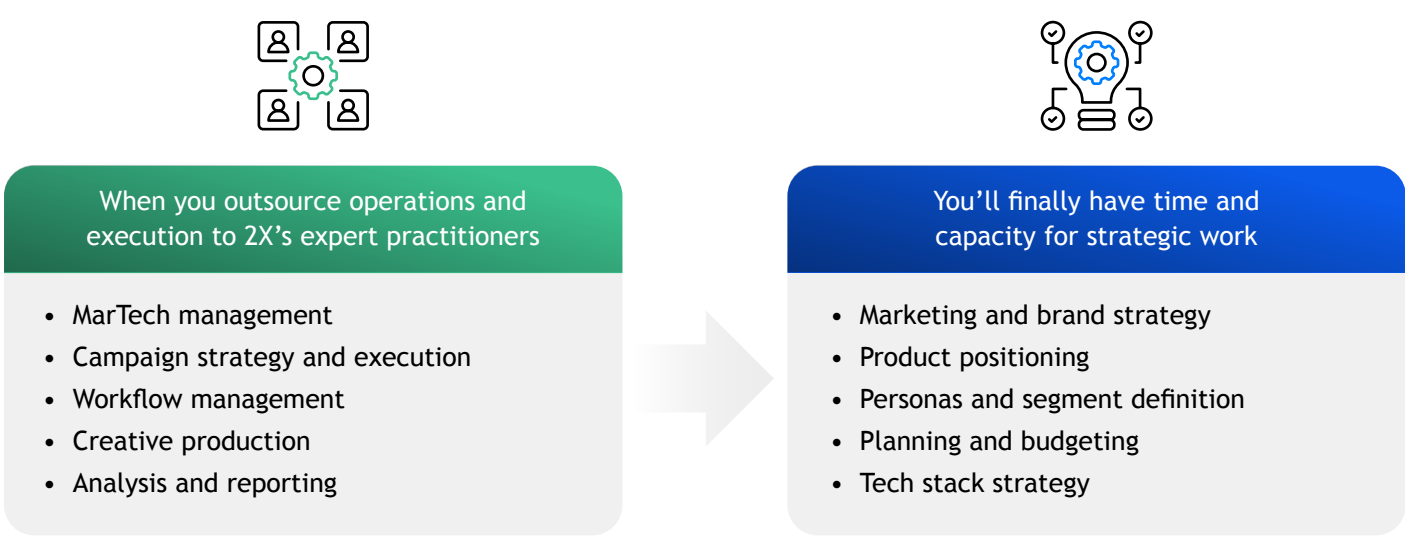 When you outsource operations and
execution to 2X’s expert practitioners
• MarTech management
• Campaign strategy and execution
• Workflow management
• Creative production
• Analysis and reporting
You’ll finally have time and
capacity for strategic work
• Marketing and brand strategy
• Product positioning
• Personas and segment definition
• Planning and budgeting
• Tech stack strategy